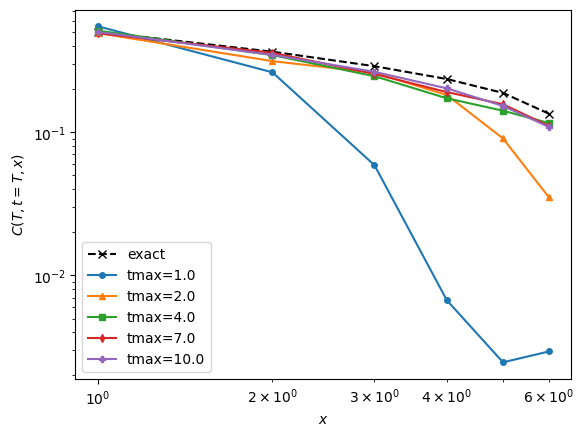 10⁻¹
10⁻²
C(T, t = T, x)
exact
tmax=1.0
tmax=2.0
tmax=4.0
tmax=7.0
tmax=10.0
10⁰
2 × 10⁰
3 × 10⁰
4 × 10⁰
6 × 10⁰
x